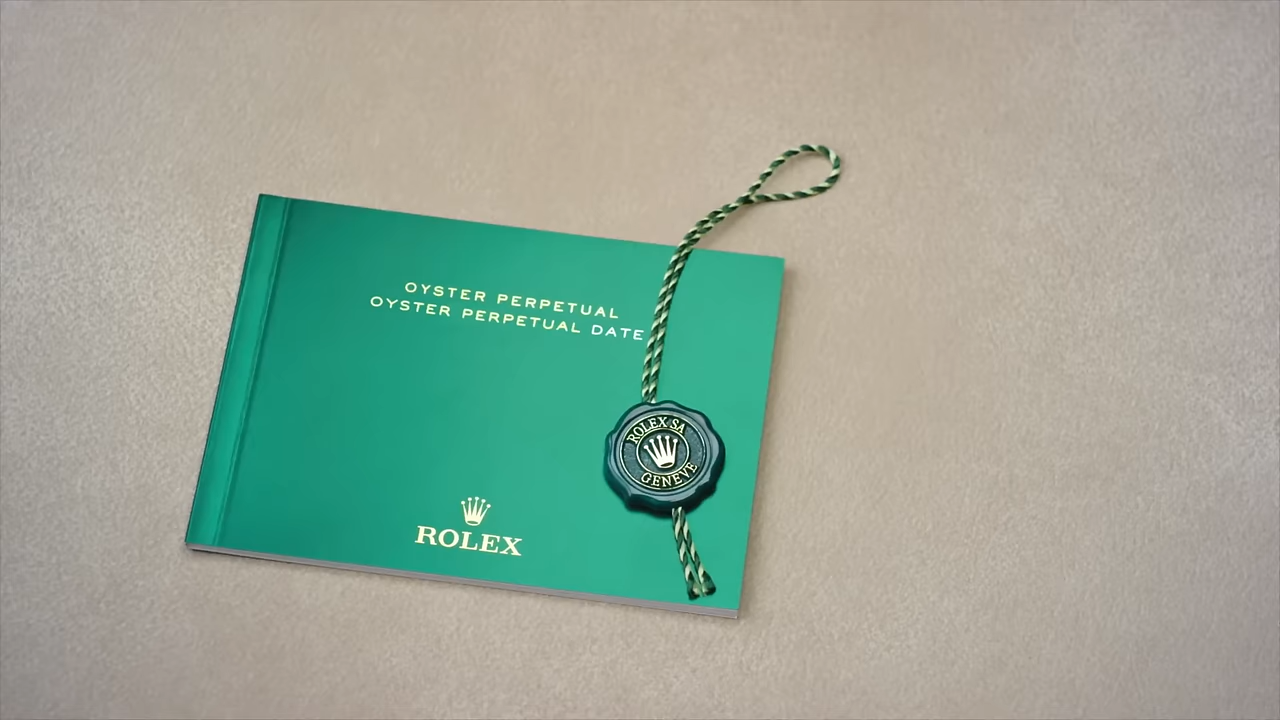 OYSTER PERPETUAL
OYSTER PERPETUAL DATE
ROLEX SA
GENEVE
ROLEX